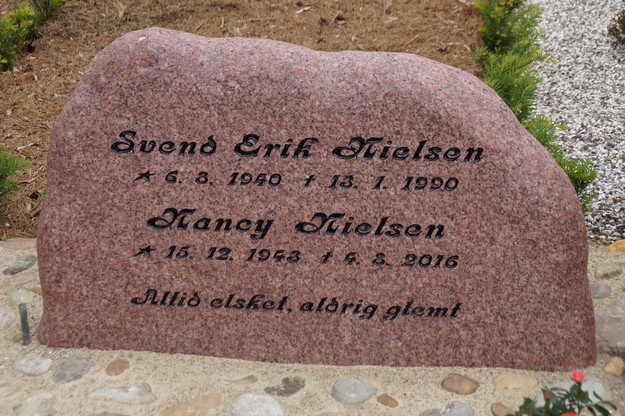 Svend Erik Nielsen
★ 6. 3. 1940 † 13. 1. 1990
Nancy Nielsen
★ 15. 12. 1943 † 4. 3. 2016
Altid elsket, aldrig glemt